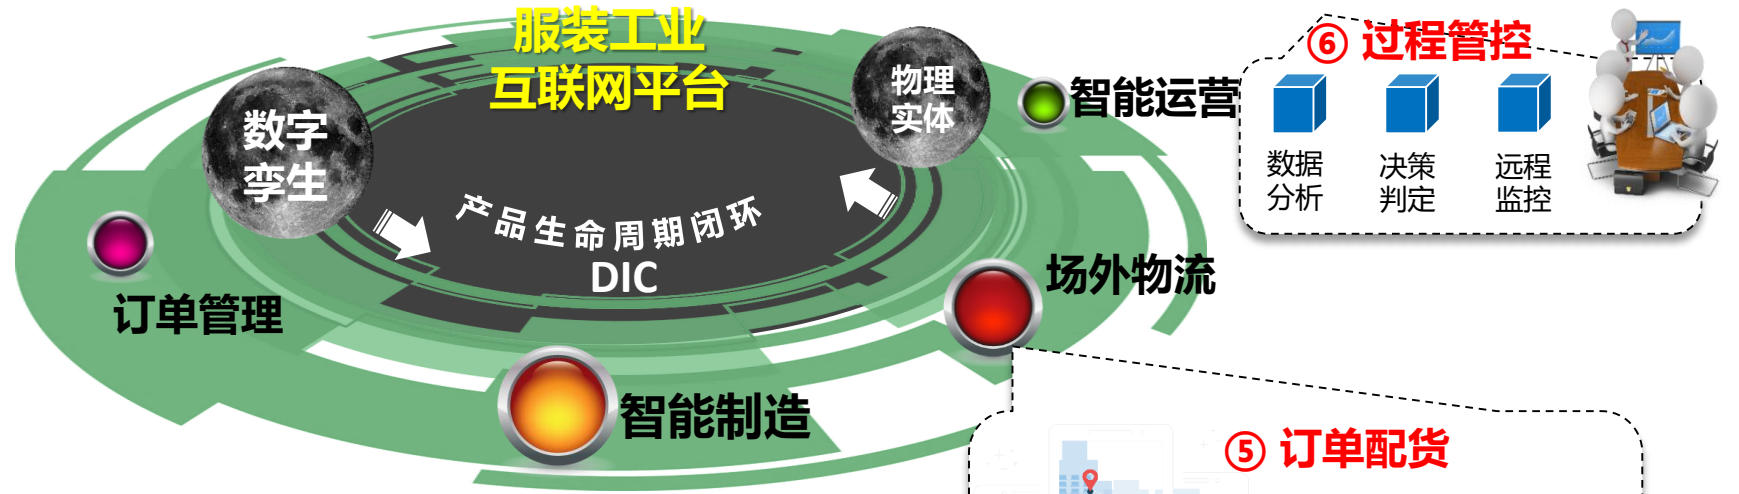 服装工业
互联网平台
数字
孪生
物理
实体
智能运营
⑥ 过程管控
数据
分析
决策
判定
远程
监控
产品生命周期闭环
DIC
订单管理
场外物流
智能制造
⑤ 订单配货